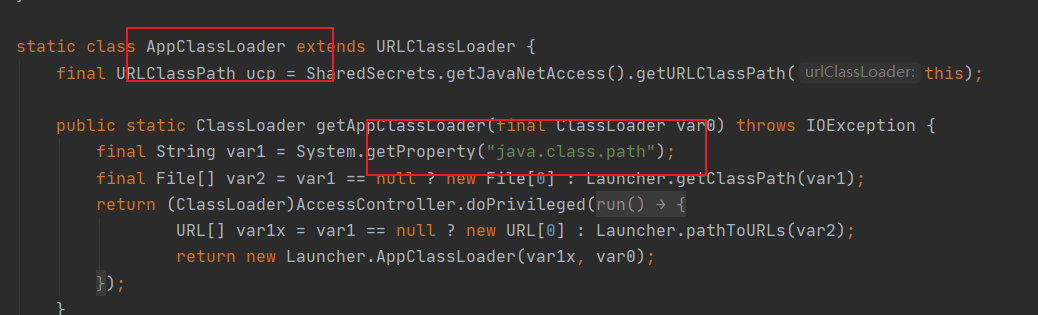 }
static class AppClassLoader extends URLClassLoader {
final URLClassPath ucp = SharedSecrets.getJavaNetAccess().getURLClassPath( urlClassLoader: this);
public static ClassLoader getAppClassLoader(final ClassLoader var0) throws IOException {
final String var1 = System.getProperty("java.class.path");
final File[] var2 = var1 == null ? new File[0] : Launcher.getClassPath(var1);
return (ClassLoader)AccessController.doPrivileged(run() → {
URL[] var1x = var1 == null ? new URL[0] : Launcher.pathToURLs(var2);
return new Launcher.AppClassLoader(var1x, var0);
});
}